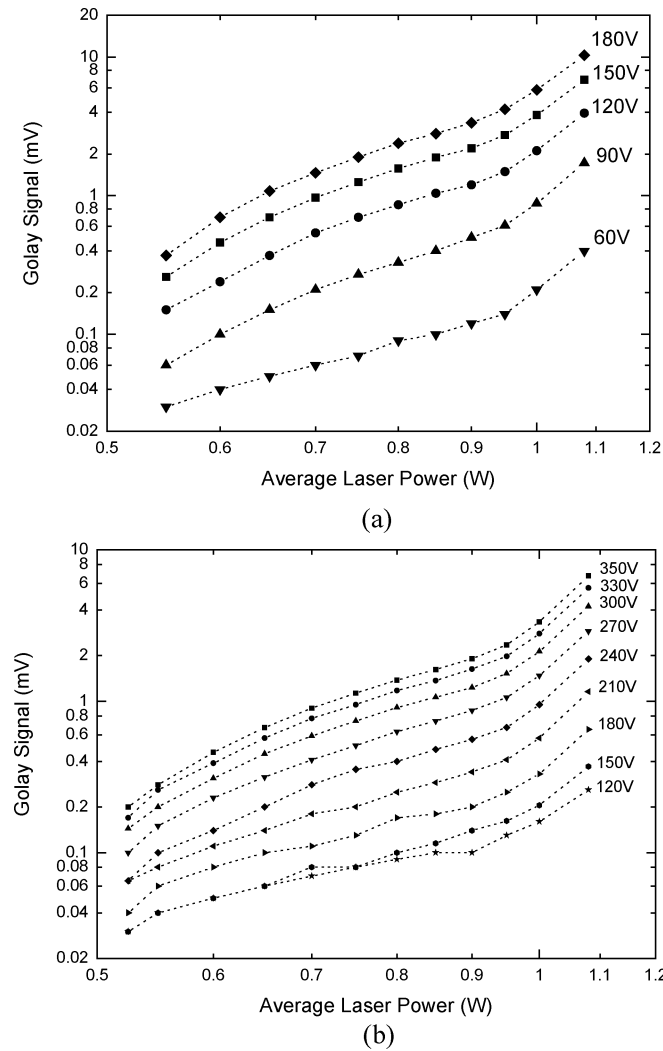 20
180V
10
8
150V
6
4
120V
2
90V
1
0.8
0.6
60V
0.4
0.2
0.1
0.08
0.06
0.04
0.02
Golay Signal (mV)
0.5 0.6 0.7 0.8 0.9 1 1.1 1.2
Average Laser Power (W)
(a)
10
350V
8
330V
6
300V
4
270V
2
240V
210V
1
0.8
180V
0.6
0.4
150V
120V
0.2
0.1
0.08
0.06
0.04
0.02
Golay Signal (mV)
0.5 0.6 0.7 0.8 0.9 1 1.1 1.2
Average Laser Power (W)
(b)